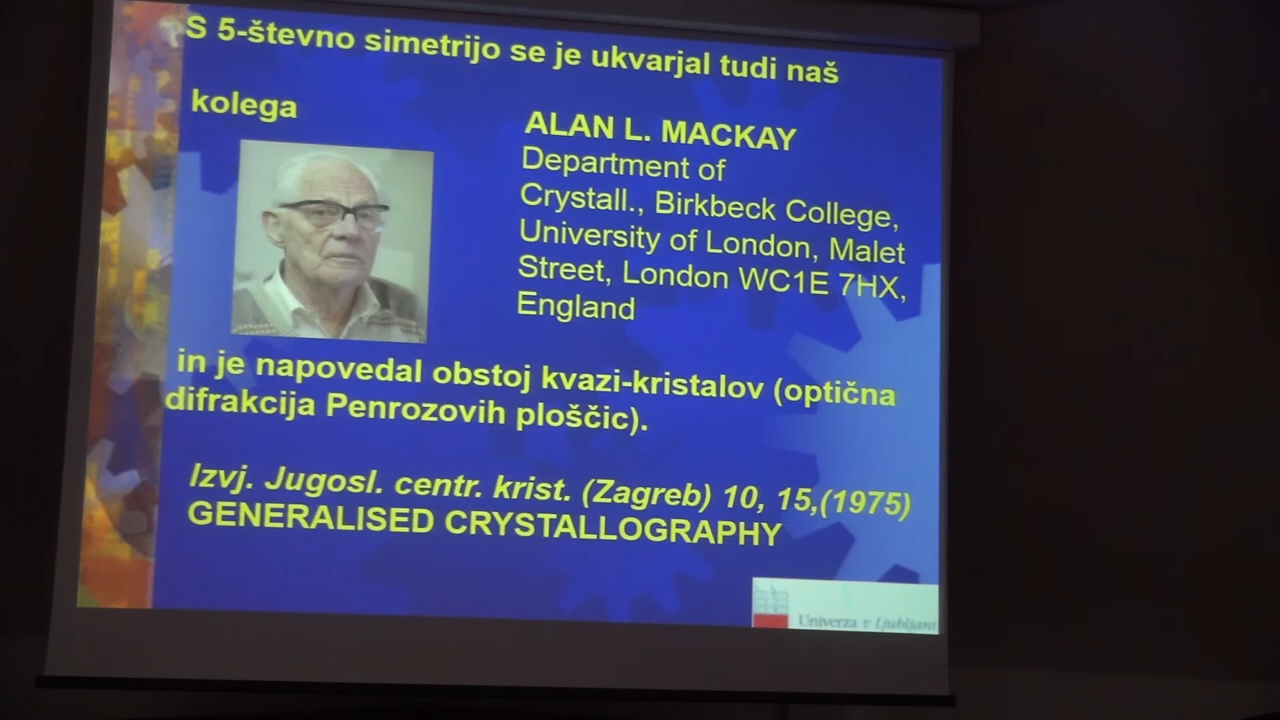 S 5-števno simetrijo se je ukvarjal tudi naš
kolega
ALAN L. MACKAY
Department of
Crystall., Birkbeck College,
University of London, Malet
Street, London WC1E 7HX,
England
in je napovedal obstoj kvazi-kristalov (optična
difrakcija Penrozovih ploščic).
Izvj. Jugosl. centr. krist. (Zagreb) 10, 15,(1975)
GENERALISED CRYSTALLOGRAPHY
Univerza v Ljubljani